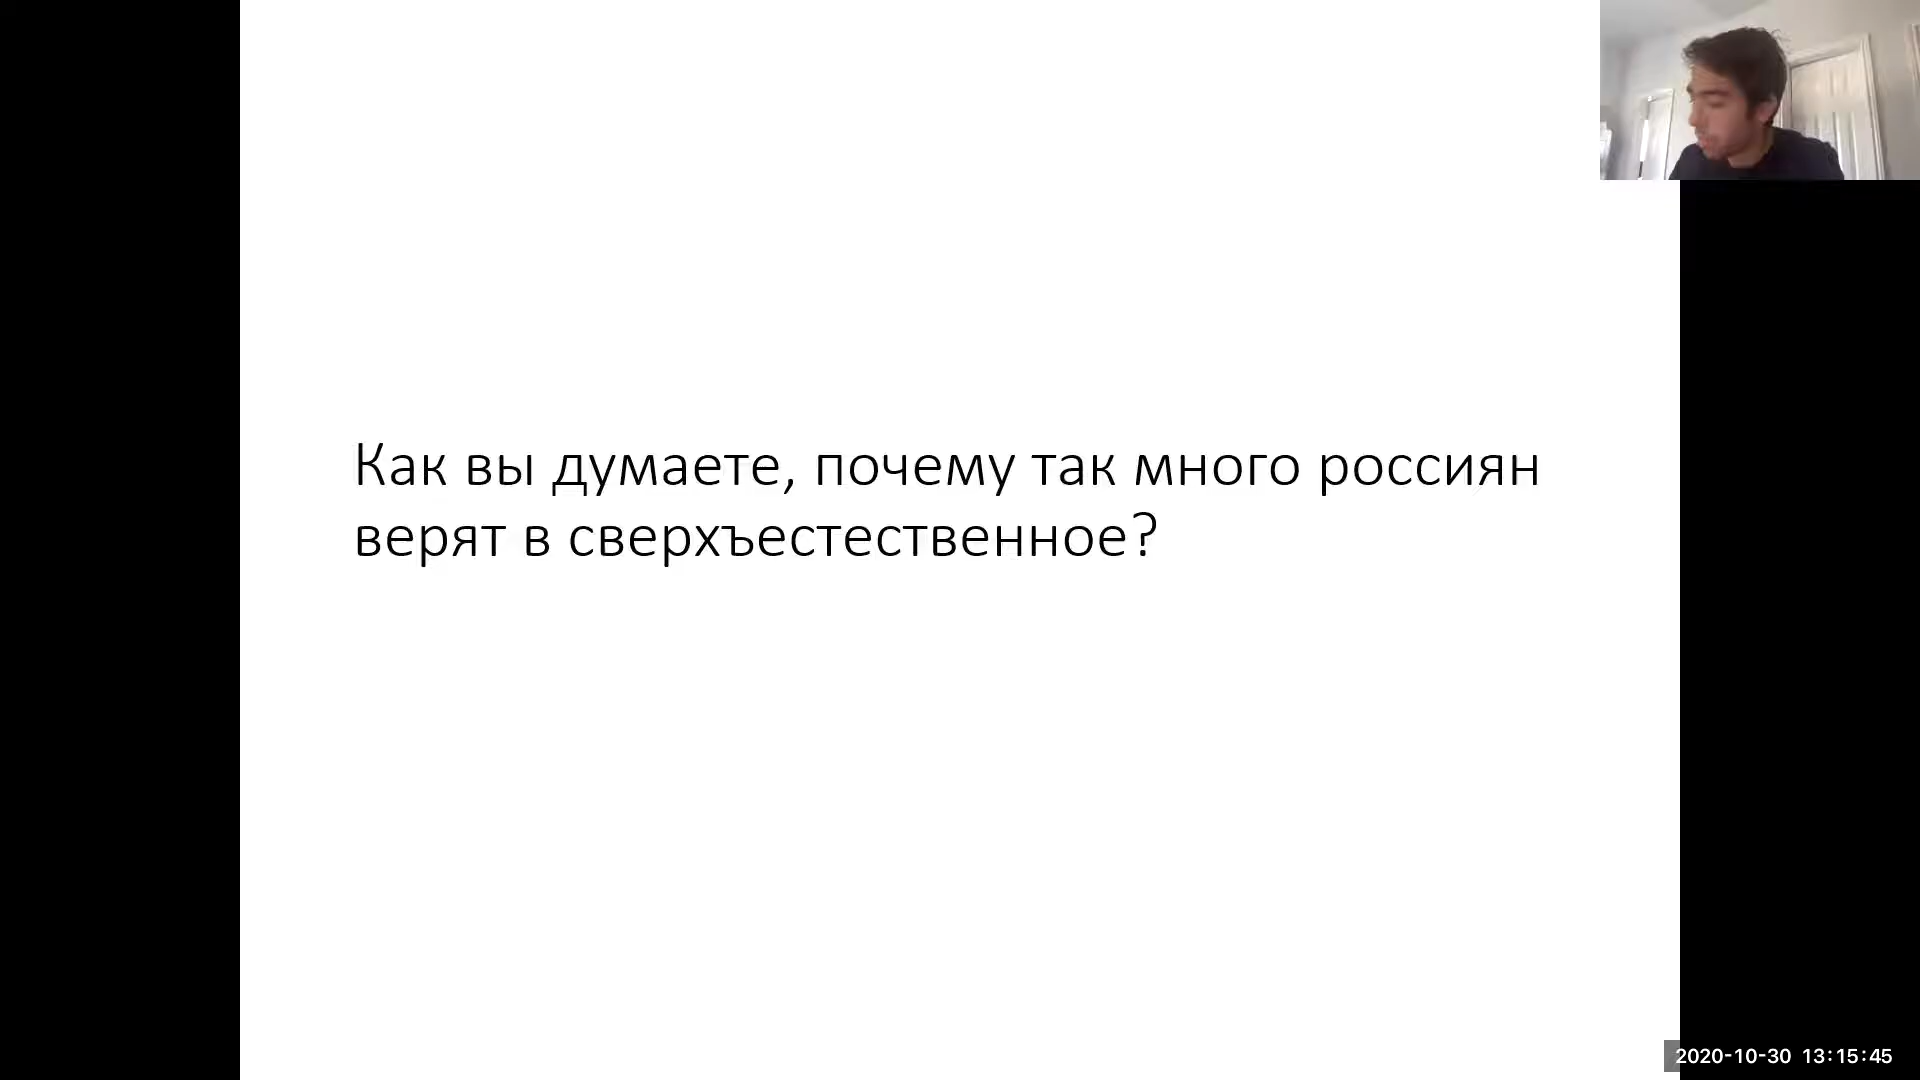 Как вы думаете, почему так много россиян
верят в сверхъестественное?
2020-10-30 13:15:45